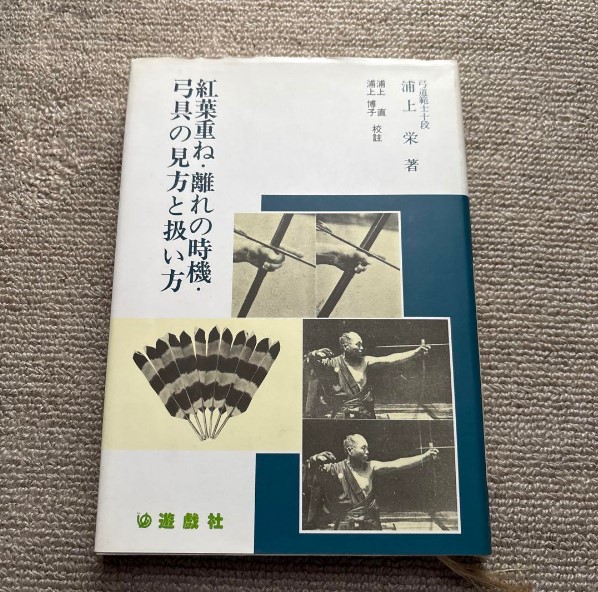 弓道範士十段
浦上 栄 著
浦上 直 校註
浦上 博子
紅葉重ね・離れの時機・
弓具の見方と扱い方
遊戯社